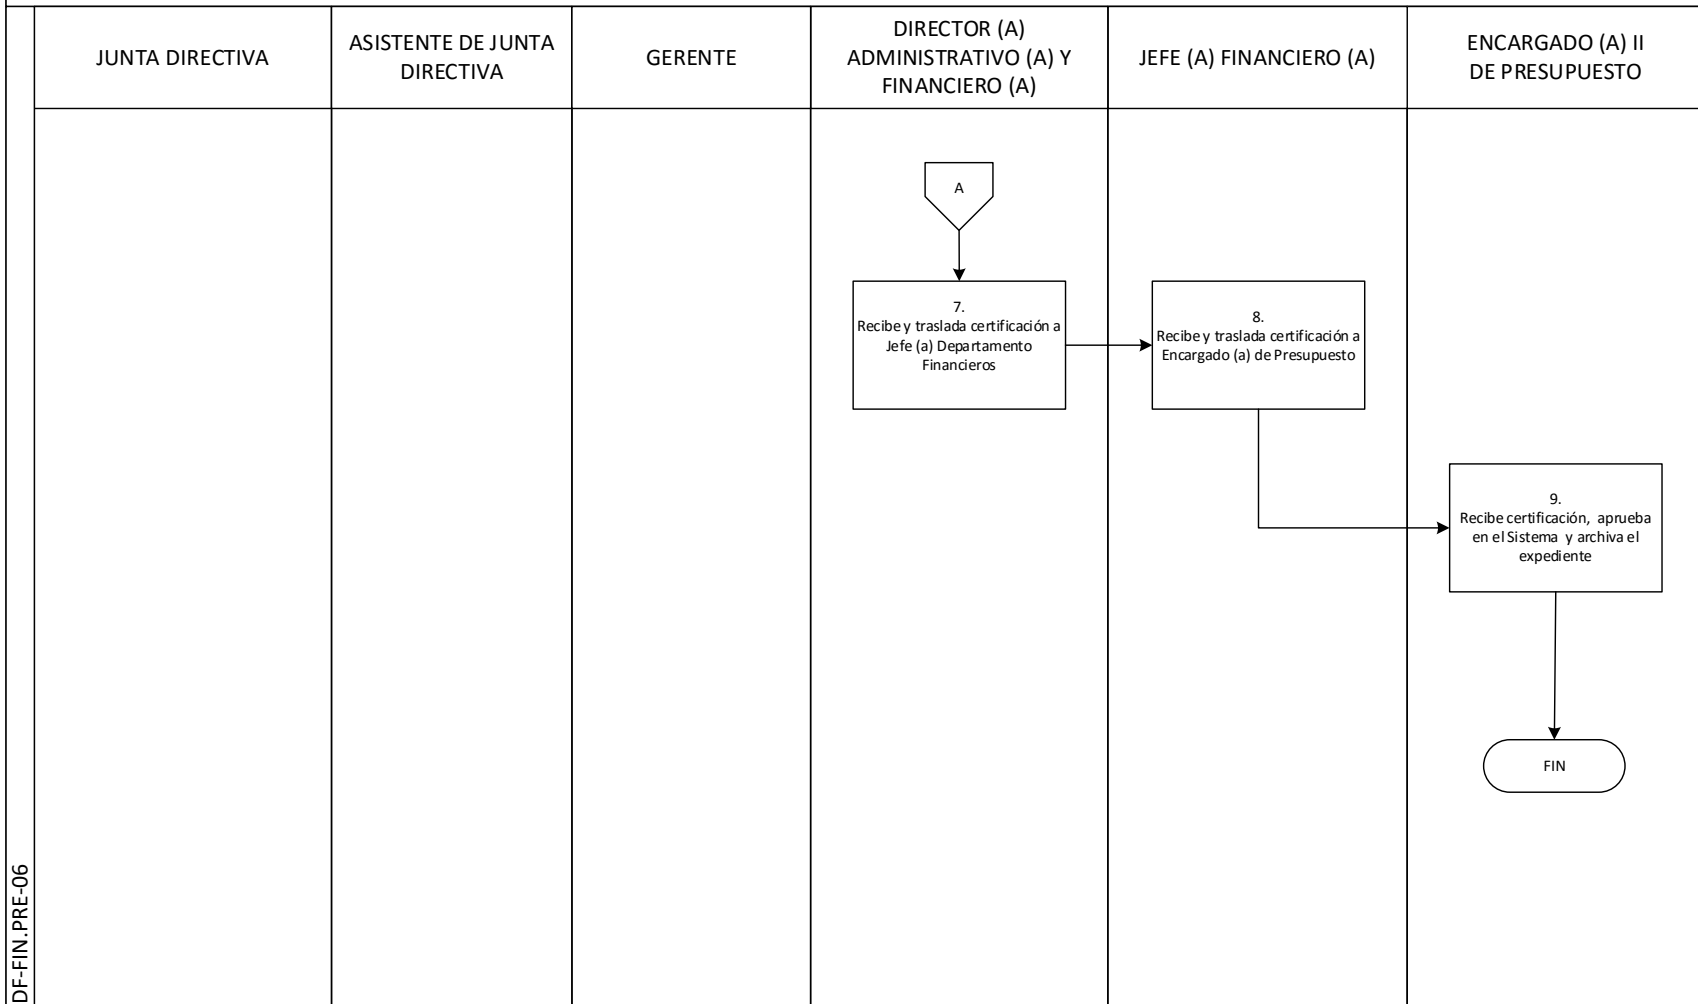 JUNTA DIRECTIVA
ASISTENTE DE JUNTA
DIRECTIVA
GERENTE
DIRECTOR (A)
ADMINISTRATIVO (A) Y
FINANCIERO (A)
JEFE (A) FINANCIERO (A)
ENCARGADO (A) II
DE PRESUPUESTO
A
7.
Recibe y traslada certificación a
Jefe (a) Departamento
Financieros
8.
Recibe y traslada certificación a
Encargado (a) de Presupuesto
9.
Recibe certificación, aprueba
en el Sistema y archiva el
expediente
FIN
DF-FIN.PRE-06